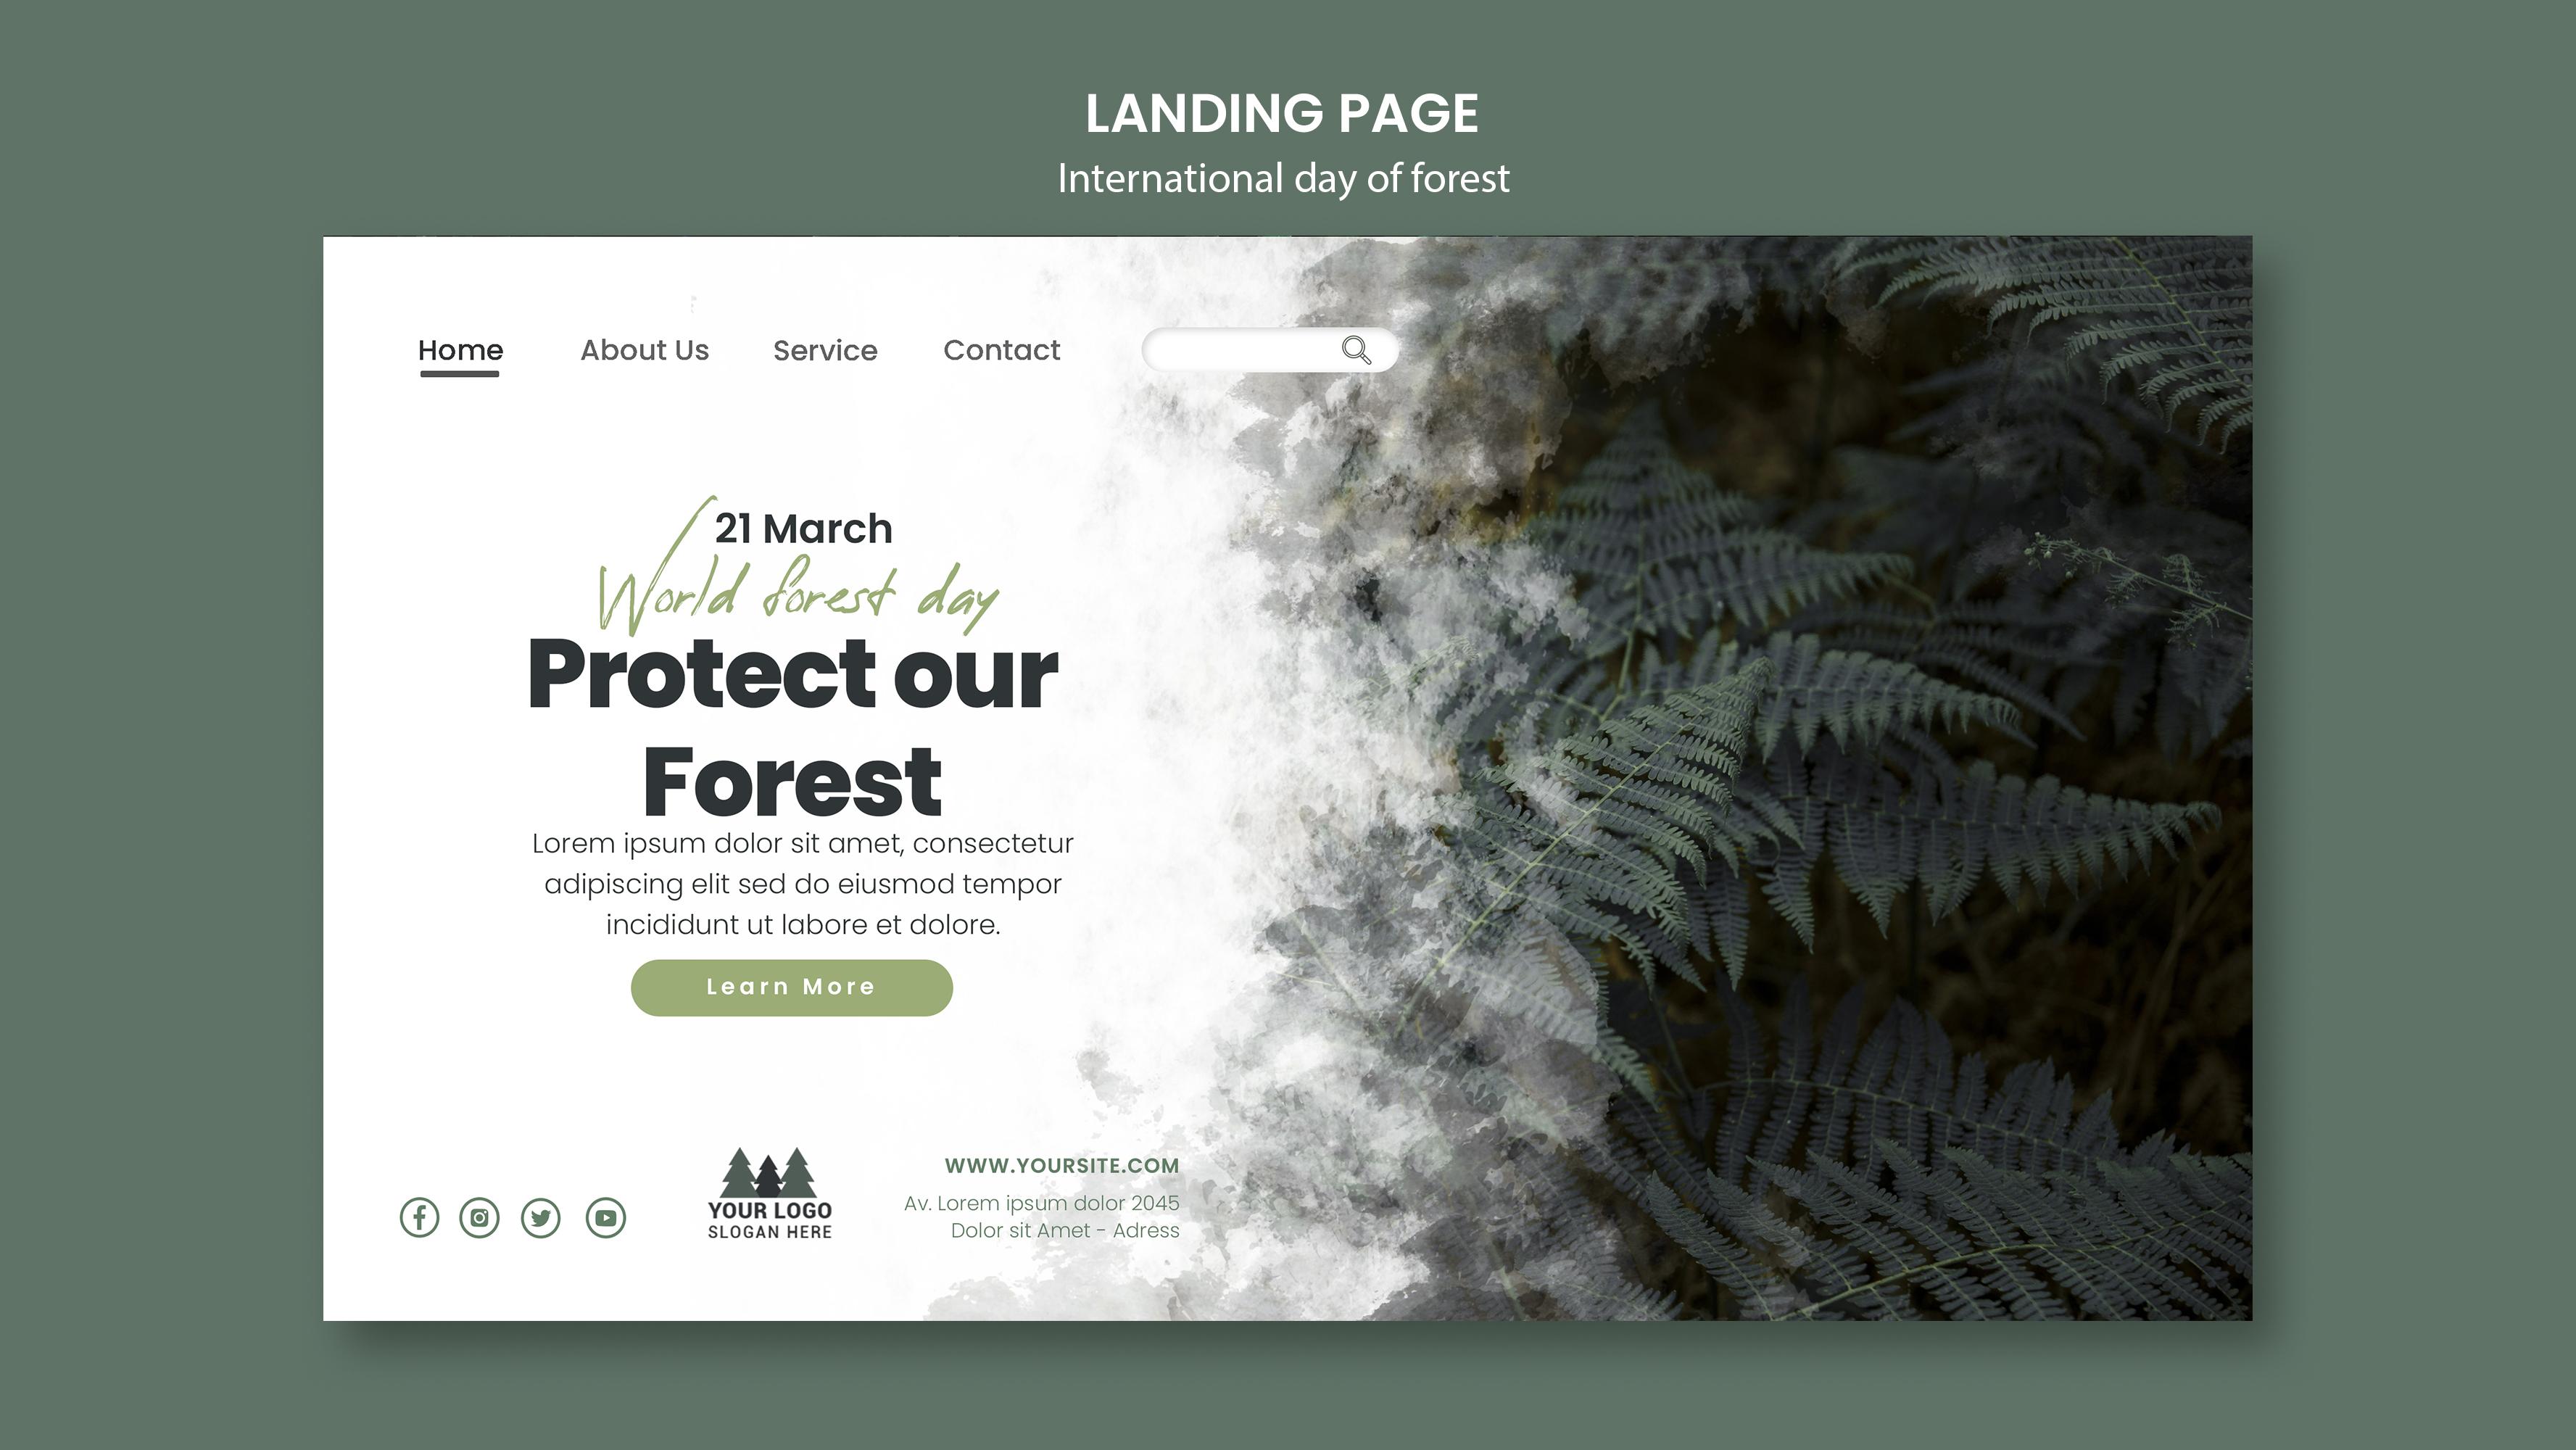 LANDING PAGE
International day of forest
Home About Us Service Contact
21 March
World forest day
Protect our
Forest
Lorem ipsum dolor sit amet, consectetur
adipiscing elit sed do eiusmod tempor
incididunt ut labore et dolore.
Learn More
YOUR LOGO
SLOGAN HERE
WWW.YOURSITE.COM
Av. Lorem ipsum dolor 2045
Dolor sit Amet - Adress